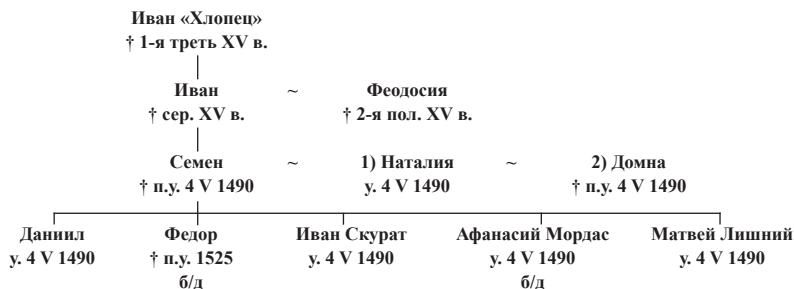 Иван «Хлопец»
† 1-я треть XV в.
Иван ~ Феодосия
† сер. XV в. † 2-я пол. XV в.
Семен ~ 1) Наталия ~ 2) Домна
† п.у. 4 V 1490 у. 4 V 1490 † п.у. 4 V 1490
Даниил Федор Иван Скурат Афанасий Мордас Матвей Лишний
у. 4 V 1490 † п.у. 1525 у. 4 V 1490 у. 4 V 1490 у. 4 V 1490
б/д б/д